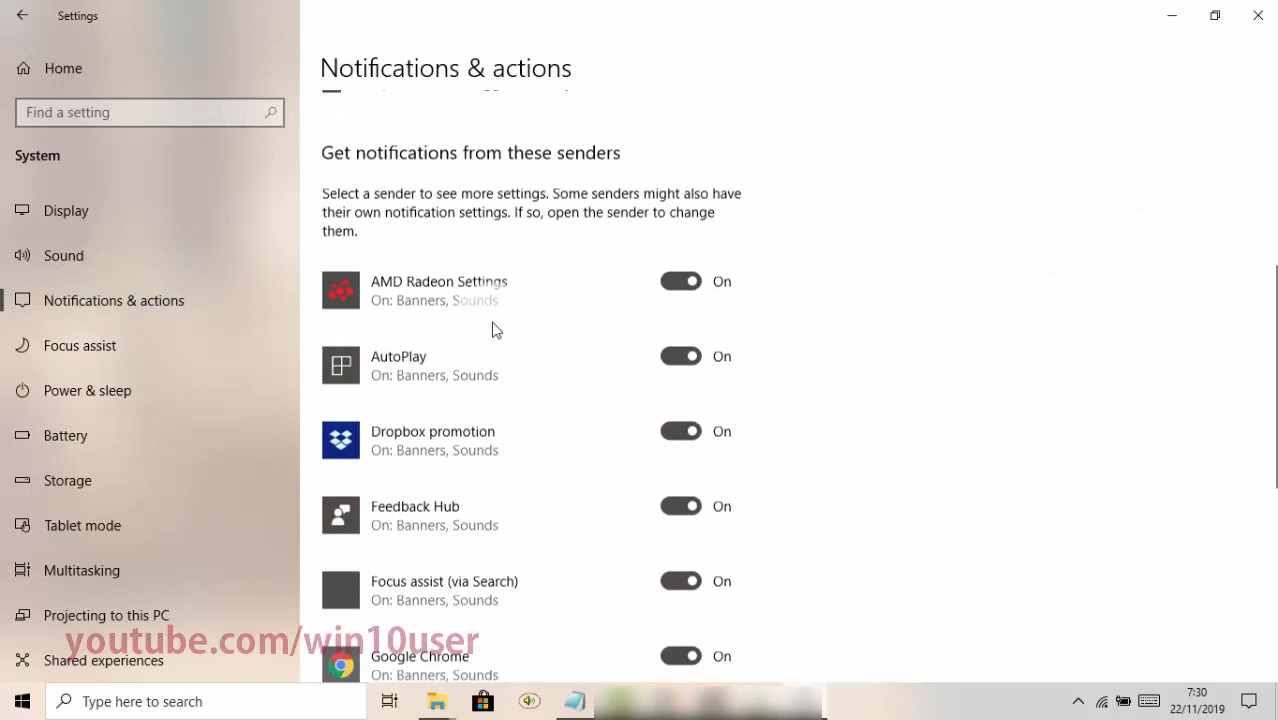 Settings
Home
Find a setting
System
Display
Sound
Notifications & actions
Focus assist
Power & sleep
Battery
Storage
Tablet mode
Multitasking
Projecting to this PC
Shared experiences
Notifications & actions
Get notifications from these senders
Select a sender to see more settings. Some senders might also have
their own notification settings. If so, open the sender to change
them.
AMD Radeon Settings
On
On: Banners, Sounds
AutoPlay
On
On: Banners, Sounds
Dropbox promotion
On
On: Banners, Sounds
Feedback Hub
On
On: Banners, Sounds
Focus assist (via Search)
On
On: Banners, Sounds
Google Chrome
On
On: Banners, Sounds
youtube.com/win10user
Type here to search
7:30
22/11/2019